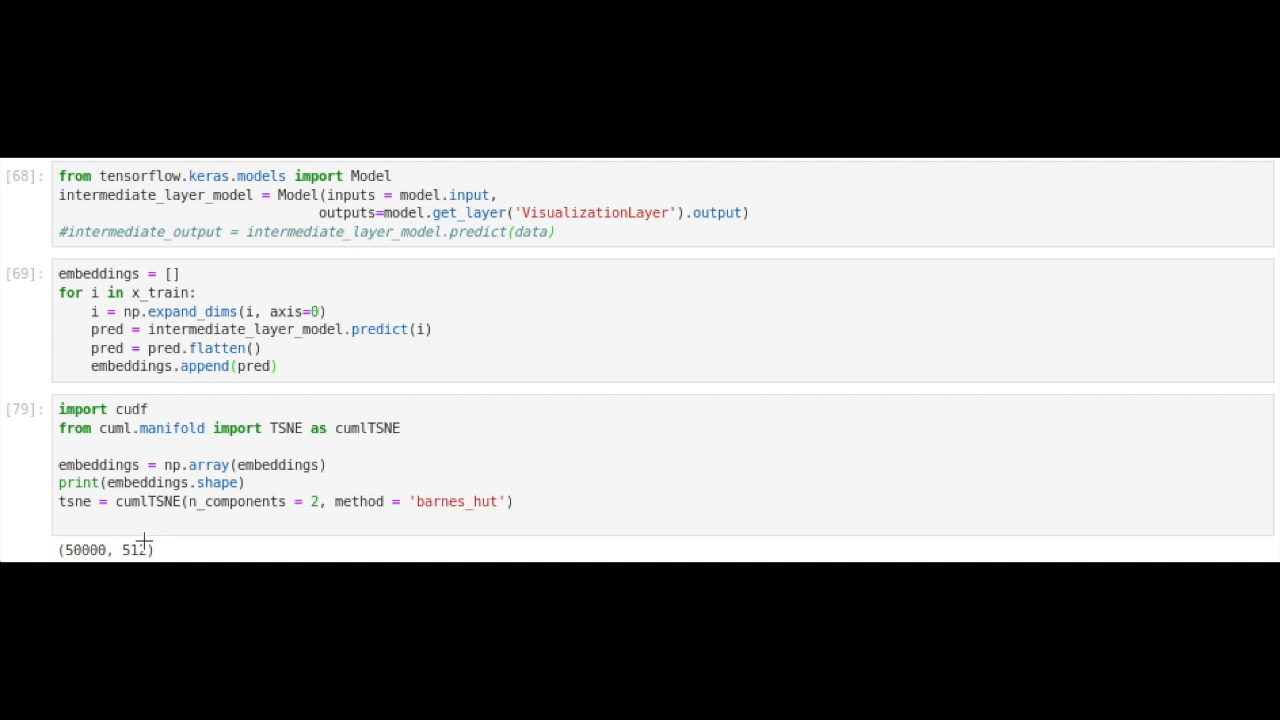 [68]: from tensorflow.keras.models import Model
intermediate_layer_model = Model(inputs = model.input,
outputs=model.get_layer('VisualizationLayer').output)
#intermediate_output = intermediate_layer_model.predict(data)
[69]: embeddings = []
for i in x_train:
i = np.expand_dims(i, axis=0)
pred = intermediate_layer_model.predict(i)
pred = pred.flatten()
embeddings.append(pred)
[79]: import cudf
from cuml.manifold import TSNE as cumlTSNE
embeddings = np.array(embeddings)
print(embeddings.shape)
tsne = cumlTSNE(n_components = 2, method = 'barnes_hut')
(50000, 512)